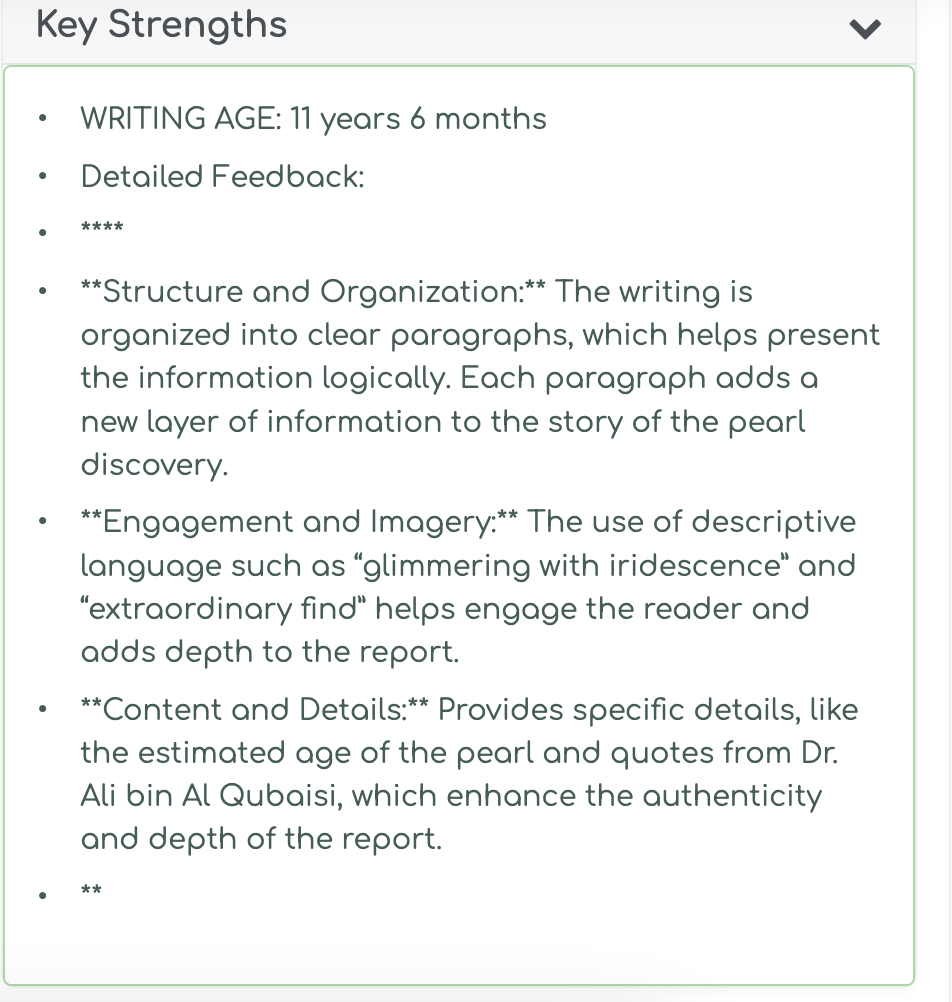 Key Strengths
• WRITING AGE: 11 years 6 months
• Detailed Feedback:
• ****
• **Structure and Organization:** The writing is
organized into clear paragraphs, which helps present
the information logically. Each paragraph adds a
new layer of information to the story of the pearl
discovery.
• **Engagement and Imagery:** The use of descriptive
language such as “glimmering with iridescence” and
“extraordinary find” helps engage the reader and
adds depth to the report.
• **Content and Details:** Provides specific details, like
the estimated age of the pearl and quotes from Dr.
Ali bin Al Qubaisi, which enhance the authenticity
and depth of the report.
• **